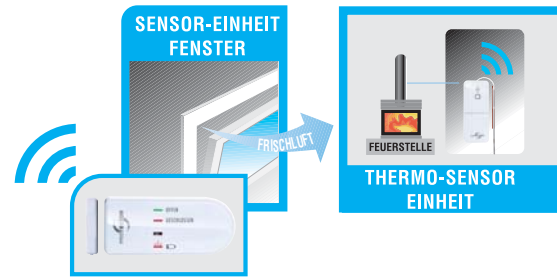 SENSOR-EINHEIT
FENSTER
FRISCHLUFT
OFFEN
GESCHLOSSEN
FEUERSTELLE
THERMO-SENSOR
EINHEIT